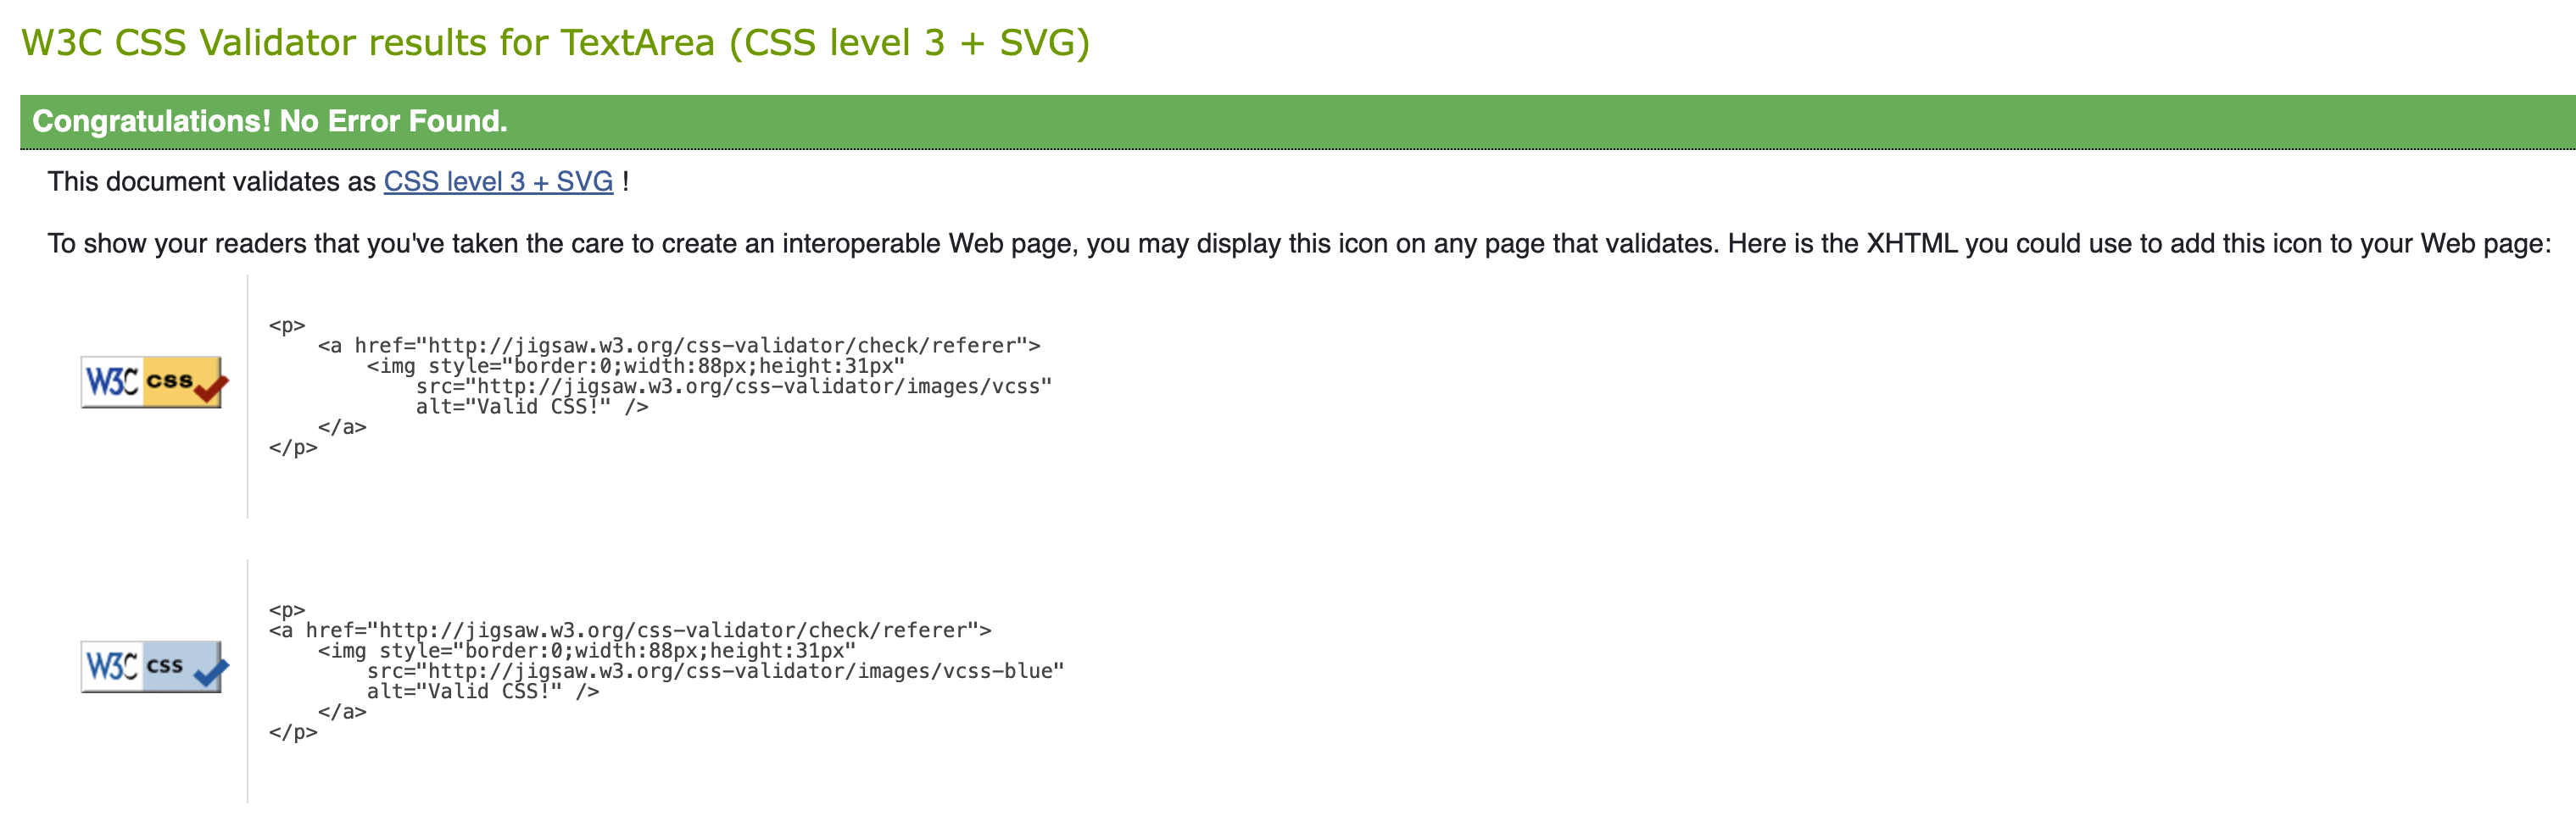 W3C CSS Validator results for TextArea (CSS level 3 + SVG)
Congratulations! No Error Found.
This document validates as CSS level 3 + SVG !
To show your readers that you've taken the care to create an interoperable Web page, you may display this icon on any page that validates. Here is the XHTML you could use to add this icon to your Web page:
W3C css
<p>
    <a href="http://jigsaw.w3.org/css-validator/check/referer">
        <img style="border:0;width:88px;height:31px"
            src="http://jigsaw.w3.org/css-validator/images/vcss"
            alt="Valid CSS!" />
    </a>
</p>
W3C css
<p>
<a href="http://jigsaw.w3.org/css-validator/check/referer">
    <img style="border:0;width:88px;height:31px"
        src="http://jigsaw.w3.org/css-validator/images/vcss-blue"
        alt="Valid CSS!" />
    </a>
</p>